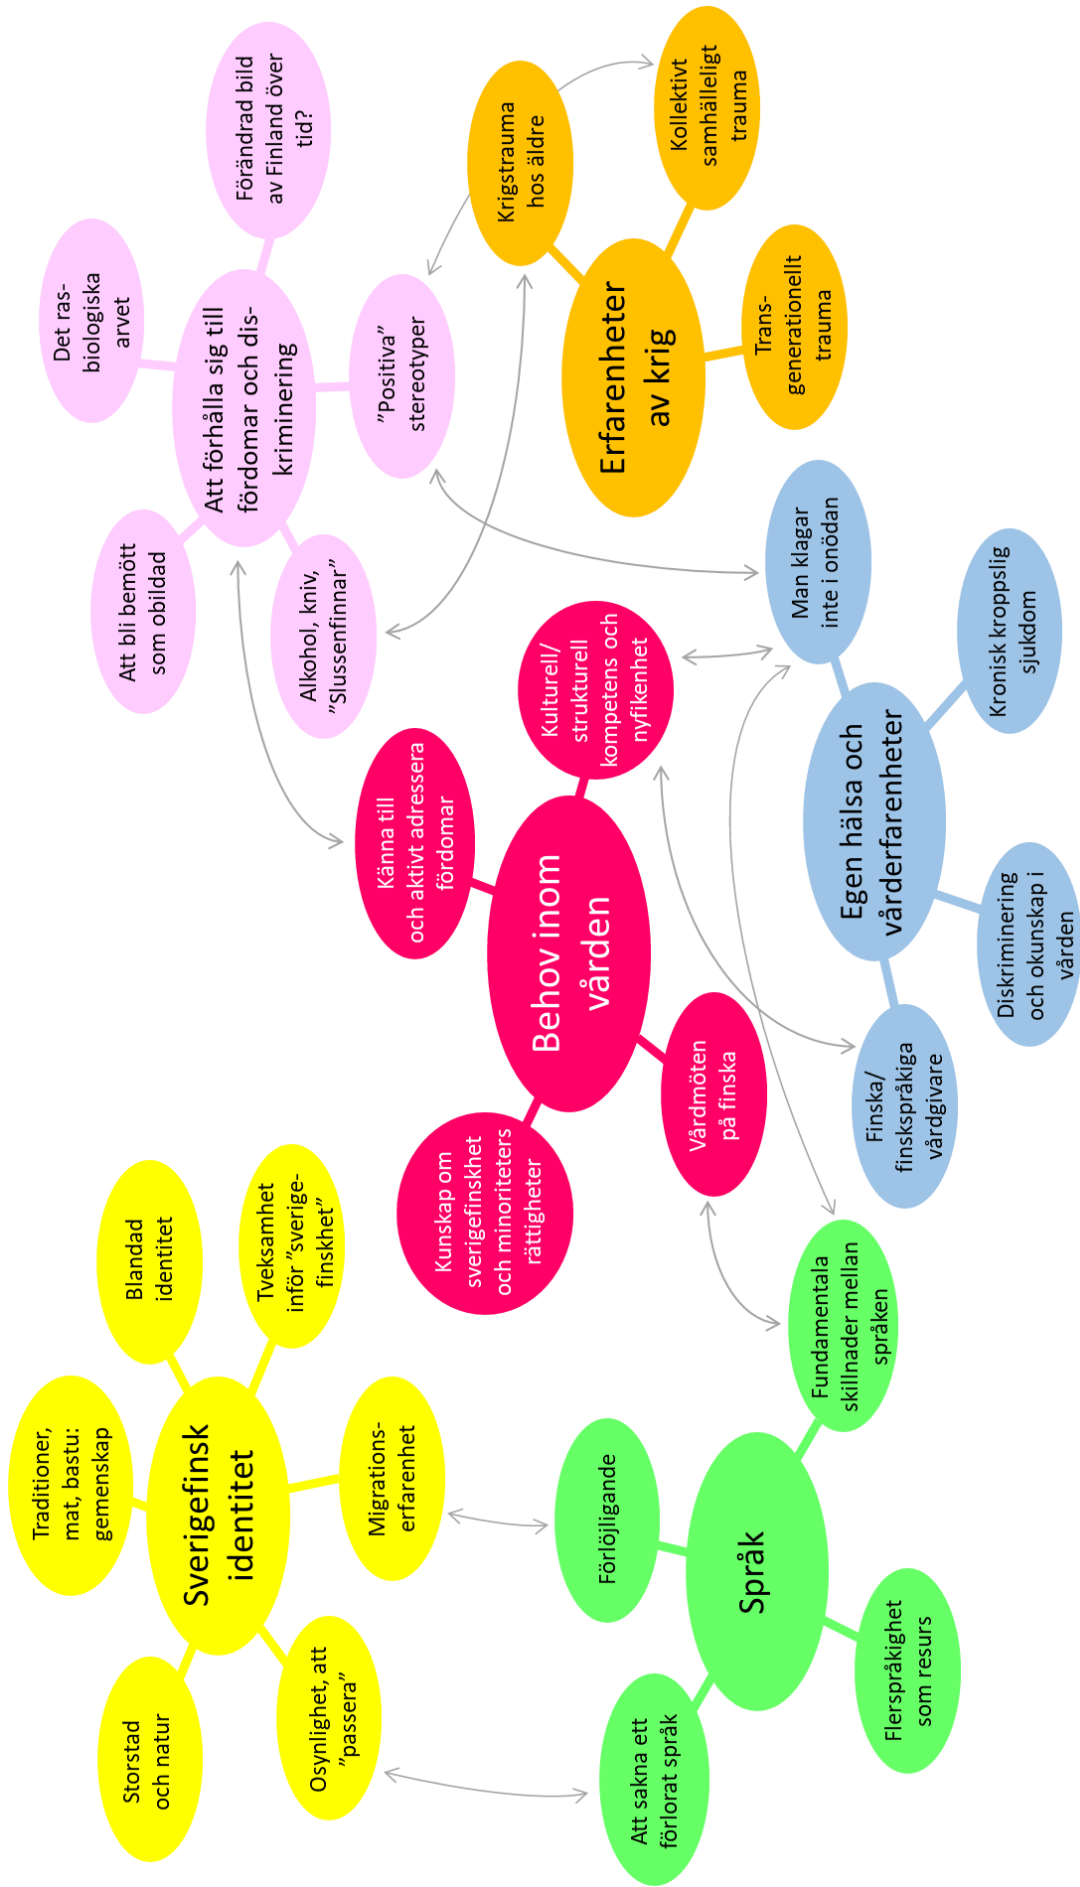 Storstad
och natur
Traditioner,
mat, bastu:
gemenskap
Blandad
identitet
Sverigefinsk
identitet
Osynlighet, att
”passera”
Migrations-
erfarenhet
Tveksamhet
inför ”sverige-
finskhet”
Att bli bemött
som obildad
Det ras-
biologiska
arvet
Att förhålla sig till
fördomar och dis-
kriminering
Förändrad bild
av Finland över
tid?
Alkohol, kniv,
”Slussenfinnar”
”Positiva”
stereotyper
Kunskap om
sverigefinskhet
och minoriteters
rättigheter
Känna till
och aktivt adressera
fördomar
Behov inom
vården
Kulturell/
strukturell
kompetens och
nyfikenhet
Vårdmöten
på finska
Krigstrauma
hos äldre
Erfarenheter
av krig
Kollektivt
samhälleligt
trauma
Trans-
generationellt
trauma
Att sakna ett
förlorat språk
Förlöjligande
Språk
Fundamentala
skillnader mellan
språken
Flerspråkighet
som resurs
Finska/
finskspråkiga
vårdgivare
Egen hälsa och
vårderfarenheter
Man klagar
inte i onödan
Diskriminering
och okunskap i
vården
Kronisk kroppslig
sjukdom